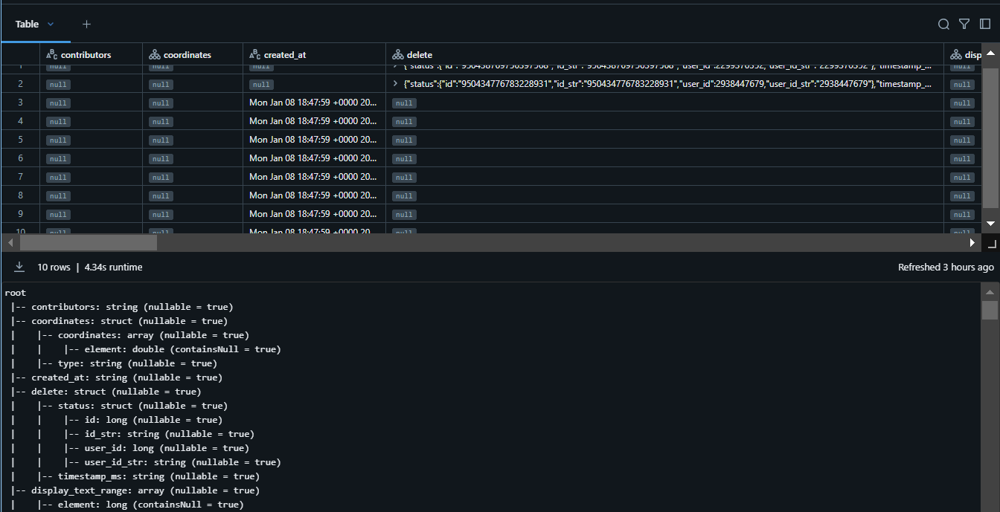 Table
contributors coordinates created_at delete disp
1 null null null {"status":{"id":"950438769750397568","id_str":"950438769750397568","user_id":2299370352,"user_id_str":"2299370352"},"timestamp_...
2 null null null {"status":{"id":"950434776783228931","id_str":"950434776783228931","user_id":2938447679,"user_id_str":"2938447679"},"timestamp_... null
3 null null Mon Jan 08 18:47:59 +0000 20... null null
4 null null Mon Jan 08 18:47:59 +0000 20... null null
5 null null Mon Jan 08 18:47:59 +0000 20... null null
6 null null Mon Jan 08 18:47:59 +0000 20... null null
7 null null Mon Jan 08 18:47:59 +0000 20... null null
8 null null Mon Jan 08 18:47:59 +0000 20... null null
9 null null Mon Jan 08 18:47:59 +0000 20... null null
10 null null Mon Jan 08 18:47:59 +0000 20... null null
10 rows | 4.34s runtime Refreshed 3 hours ago
root
|-- contributors: string (nullable = true)
|-- coordinates: struct (nullable = true)
| |-- coordinates: array (nullable = true)
| | |-- element: double (containsNull = true)
| |-- type: string (nullable = true)
|-- created_at: string (nullable = true)
|-- delete: struct (nullable = true)
| |-- status: struct (nullable = true)
| | |-- id: long (nullable = true)
| | |-- id_str: string (nullable = true)
| | |-- user_id: long (nullable = true)
| | |-- user_id_str: string (nullable = true)
| |-- timestamp_ms: string (nullable = true)
|-- display_text_range: array (nullable = true)
| |-- element: long (containsNull = true)